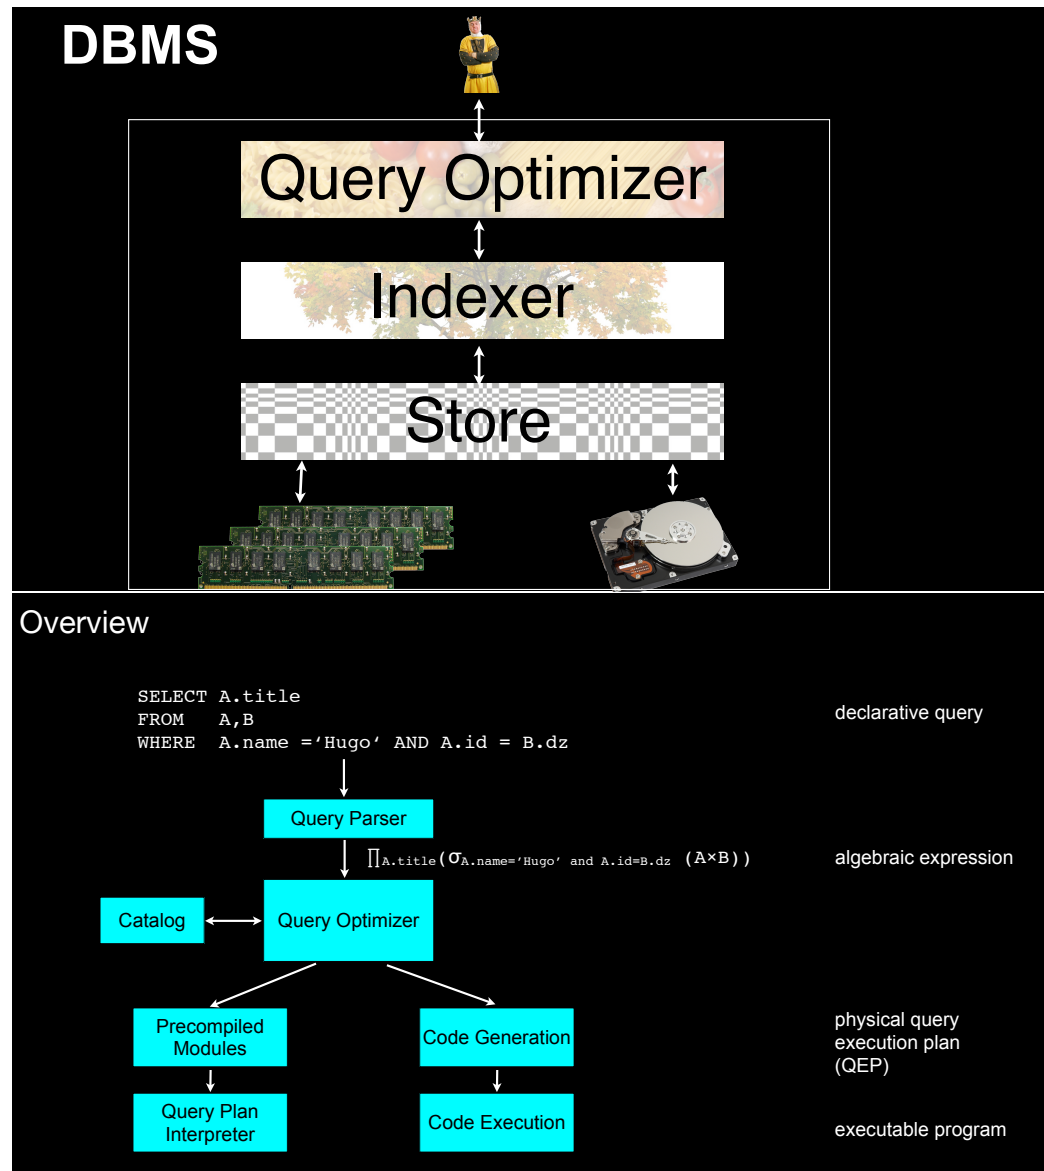 DBMS
Query Optimizer
Indexer
Store
Overview
SELECT A.title
FROM   A,B
WHERE  A.name =‘Hugo‘ AND A.id = B.dz
declarative query
Query Parser
∏A.title(σA.name=’Hugo’ and A.id=B.dz (A×B))
algebraic expression
Catalog
Query Optimizer
Precompiled
Modules
Code Generation
physical query
execution plan
(QEP)
Query Plan
Interpreter
Code Execution
executable program